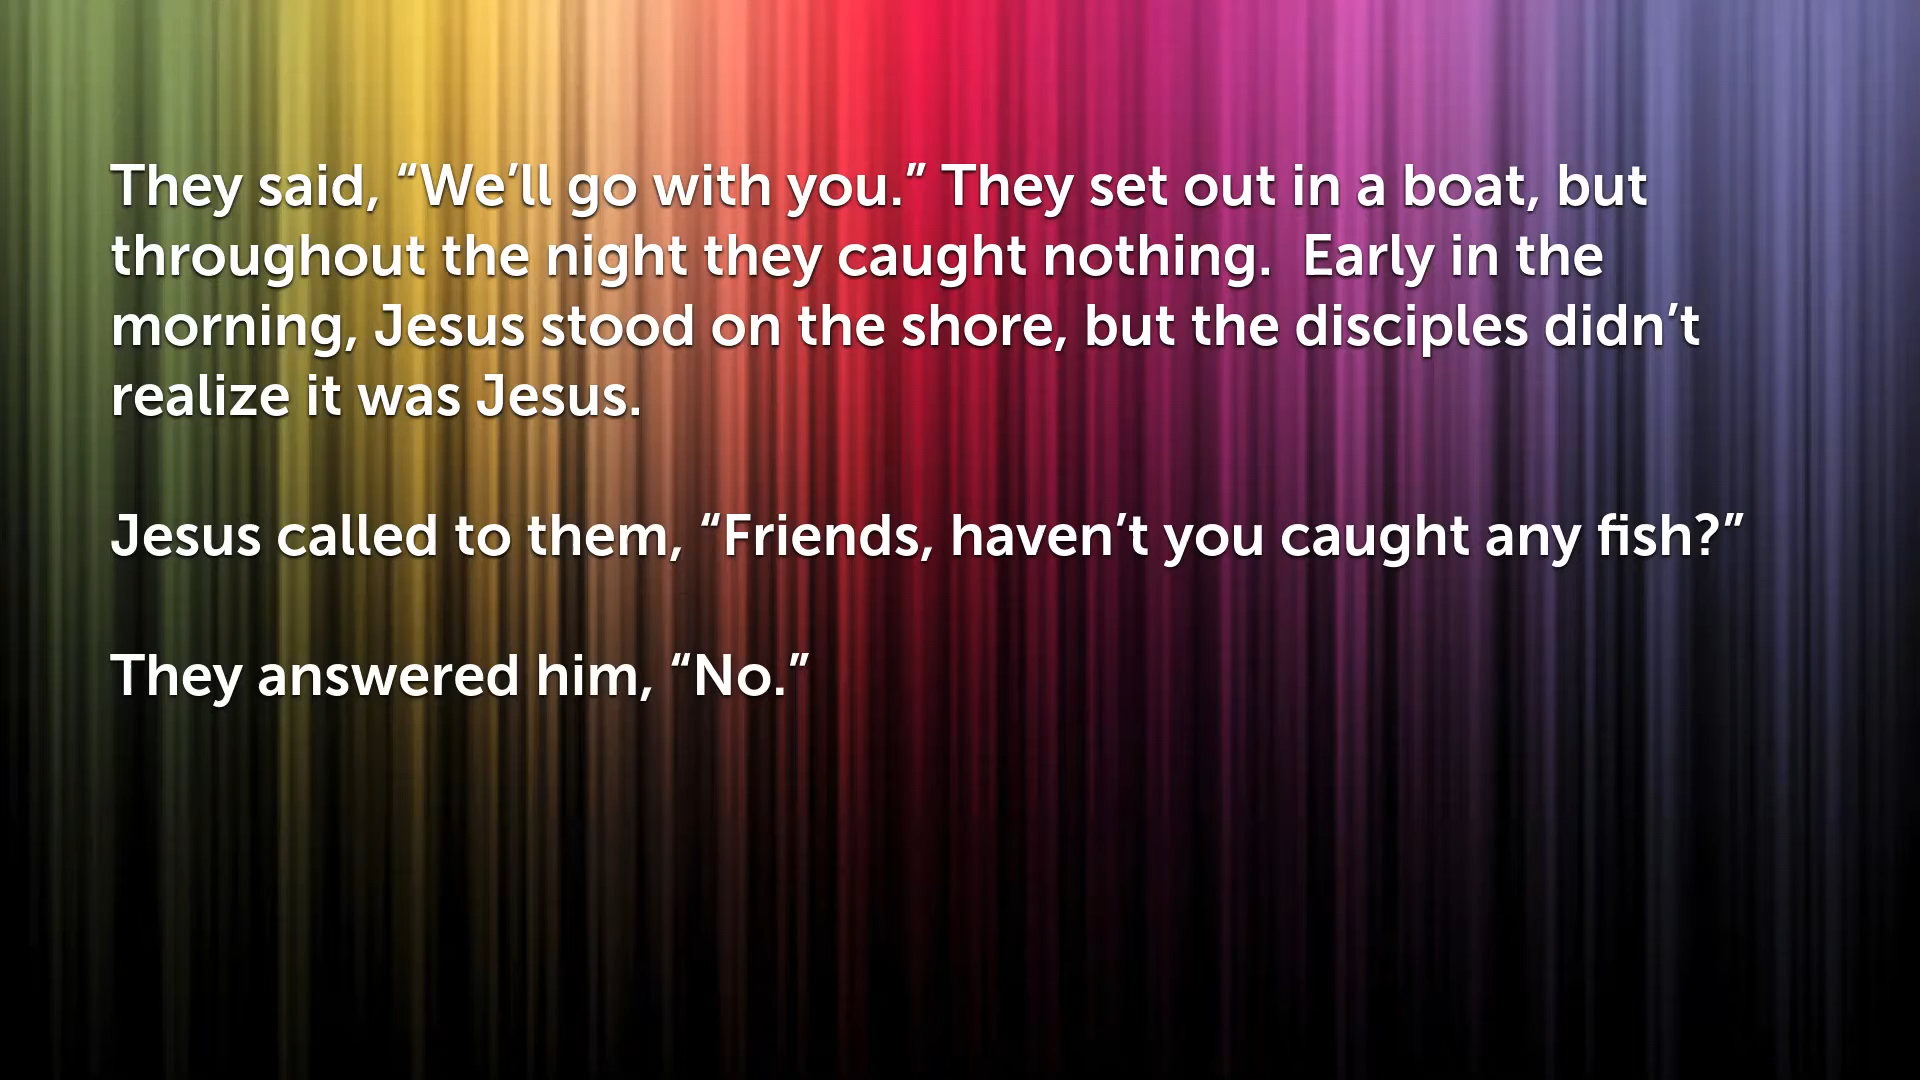 They said, “We’ll go with you.” They set out in a boat, but
throughout the night they caught nothing.  Early in the
morning, Jesus stood on the shore, but the disciples didn’t
realize it was Jesus.
Jesus called to them, “Friends, haven’t you caught any fish?”
They answered him, “No.”